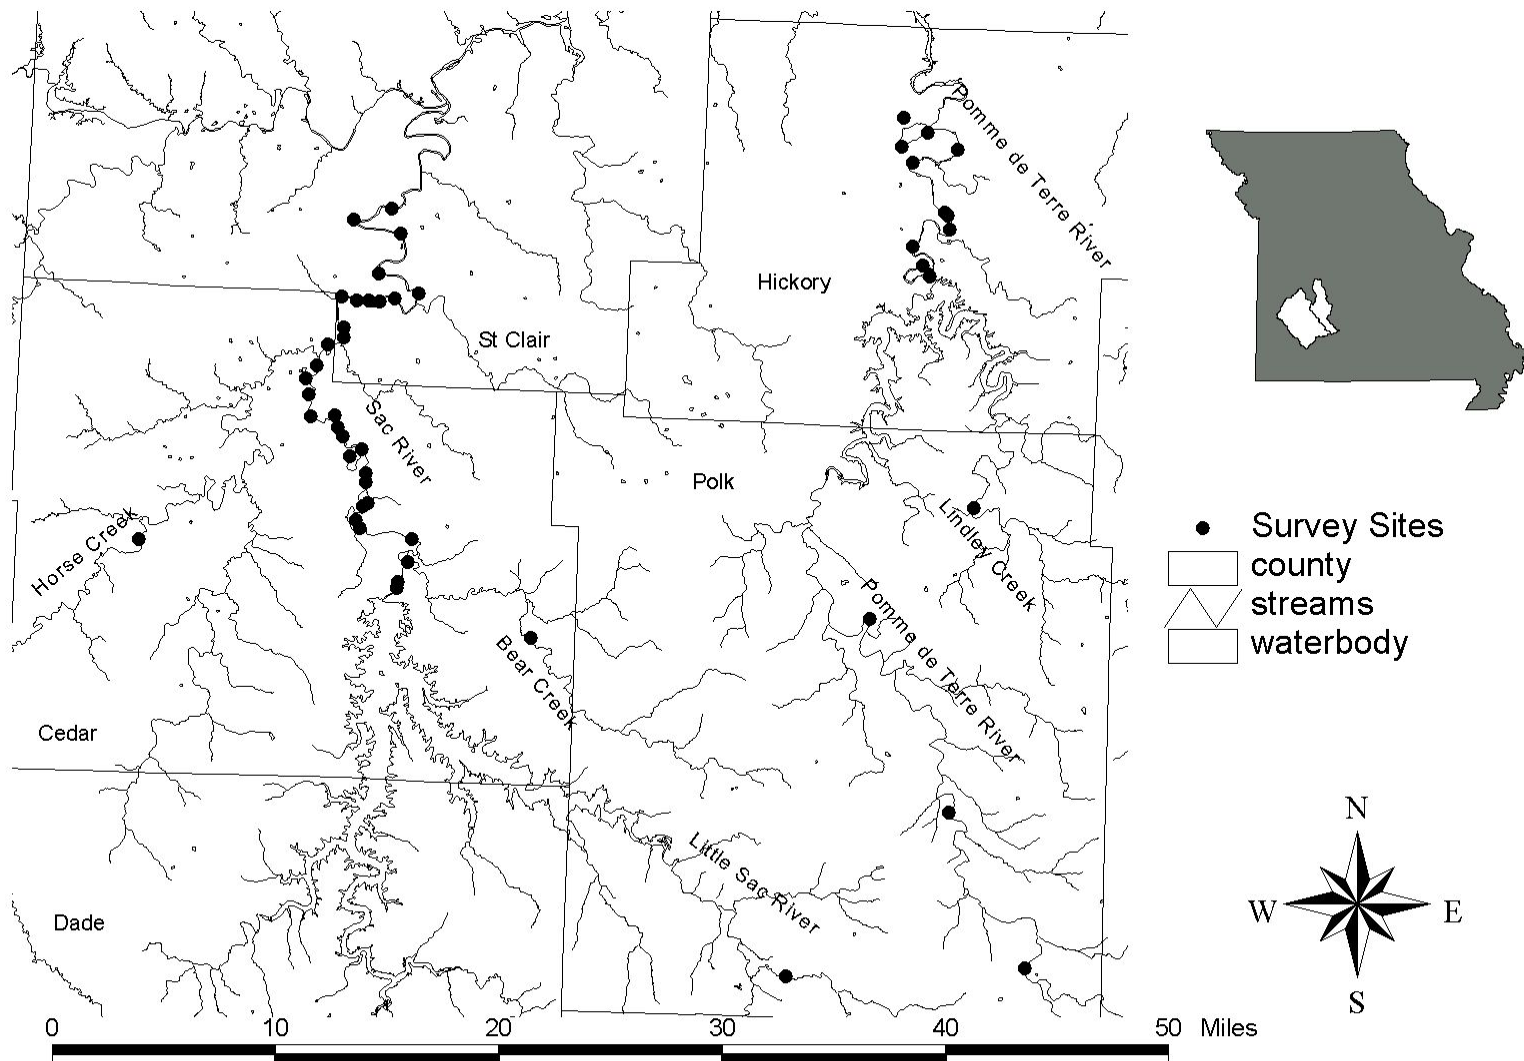 Pomme de Terre River
Hickory
St Clair
Sac River
Polk
Horse Creek
Lindley Creek
Survey Sites
county
streams
waterbody
Pomme de Terre River
Bear Creek
Cedar
Little Sac River
Dade
N
W
E
S
0 10 20 30 40 50 Miles